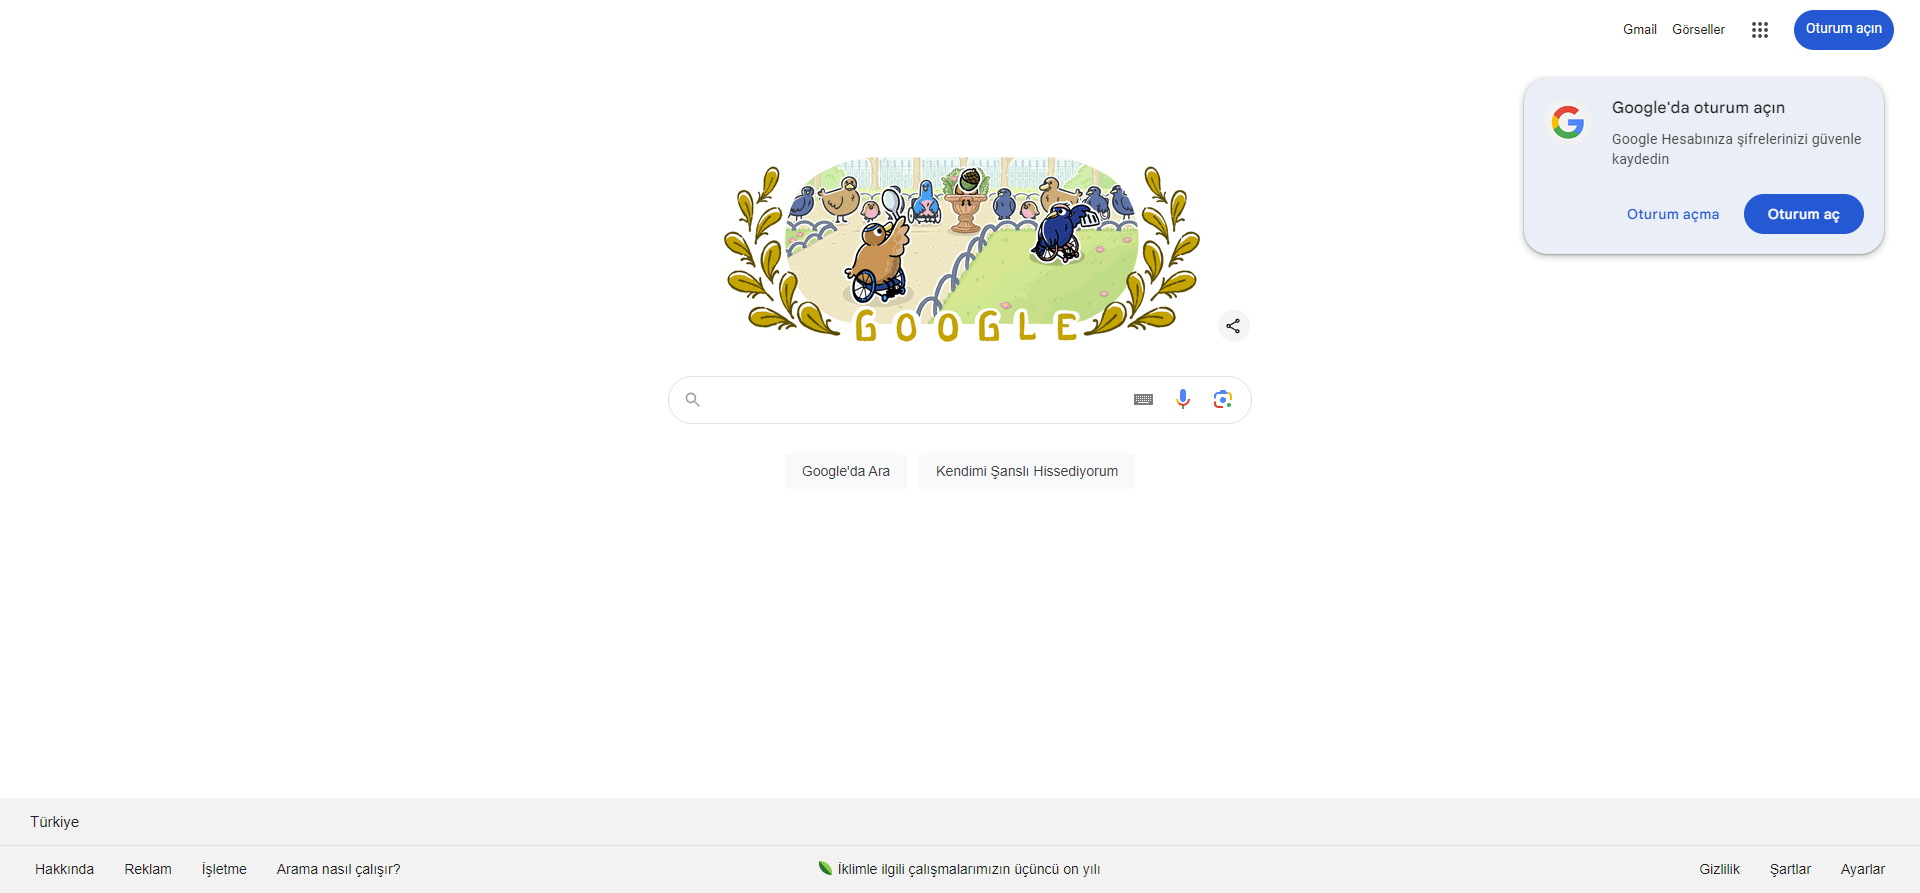 Gmail
Görseller
Oturum açın
Google'da oturum açın
Google Hesabınıza şifrelerinizi güvenle
kaydedin
Oturum açma
Oturum aç
GOOGLE
Google'da Ara
Kendimi Şanslı Hissediyorum
Türkiye
Hakkında
Reklam
İşletme
Arama nasıl çalışır?
İklimle ilgili çalışmalarımızın üçüncü on yılı
Gizlilik
Şartlar
Ayarlar